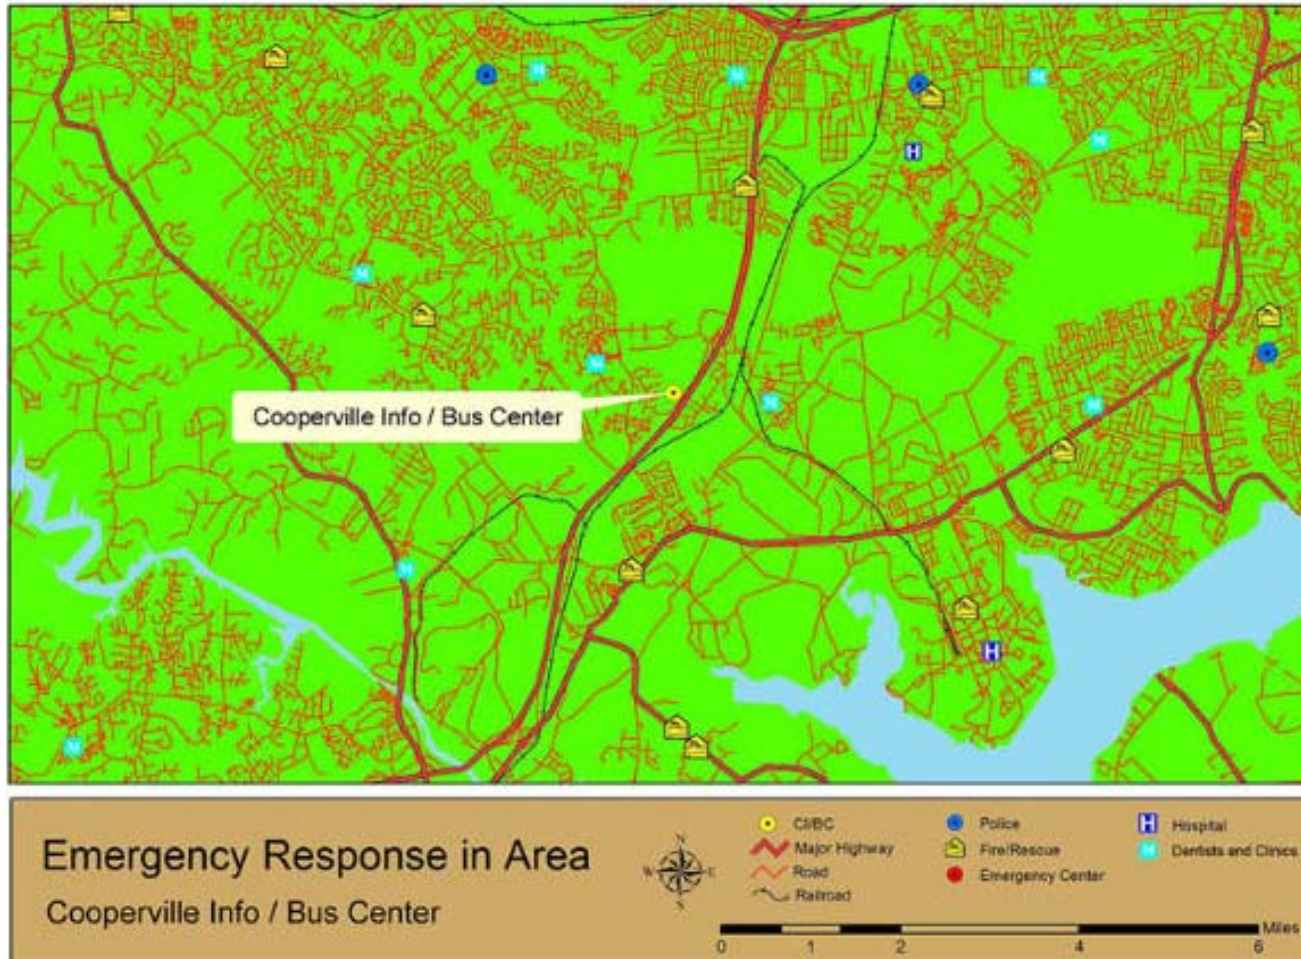 H
Cooperville Info / Bus Center
H
Emergency Response in Area
Cooperville Info / Bus Center
N
W E
S
CI/BC
Major Highway
Road
Railroad
Police
Fire/Rescue
Emergency Center
H Hospital
M Dentists and Clinics
0 1 2 4 6 Miles